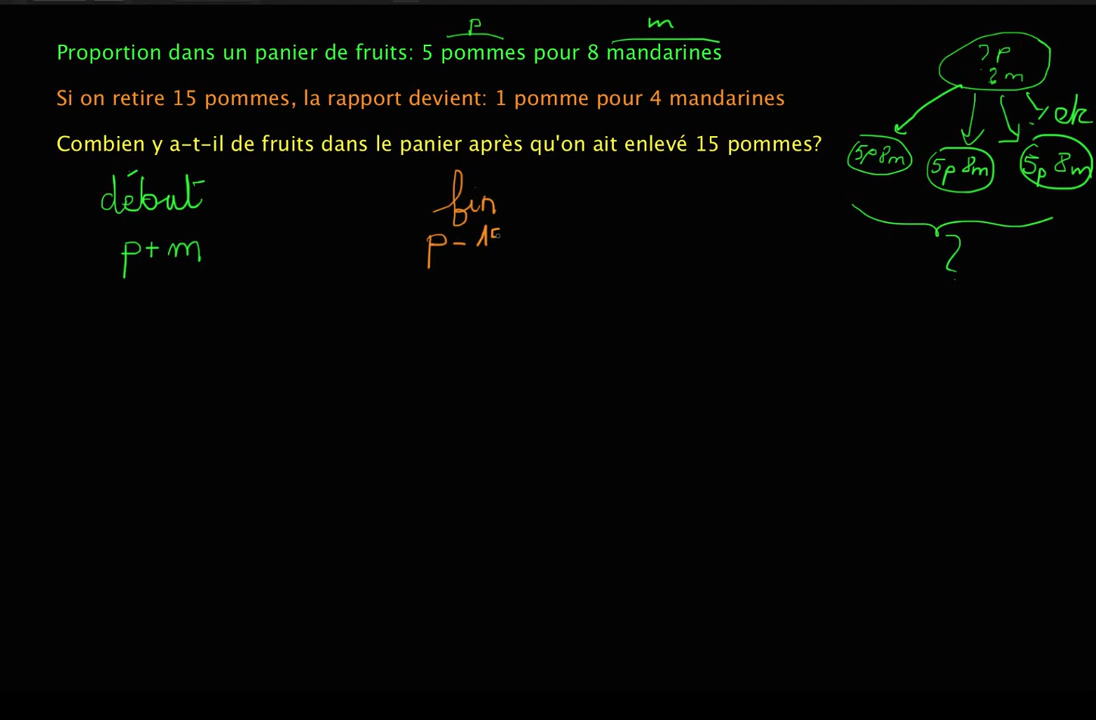 p m
Proportion dans un panier de fruits: 5 pommes pour 8 mandarines
? p
? m
Si on retire 15 pommes, la rapport devient: 1 pomme pour 4 mandarines
ok
Combien y a-t-il de fruits dans le panier après qu'on ait enlevé 15 pommes?
5p 8m 5p 8m 5p 8m
début fin
p+m p - 15
?